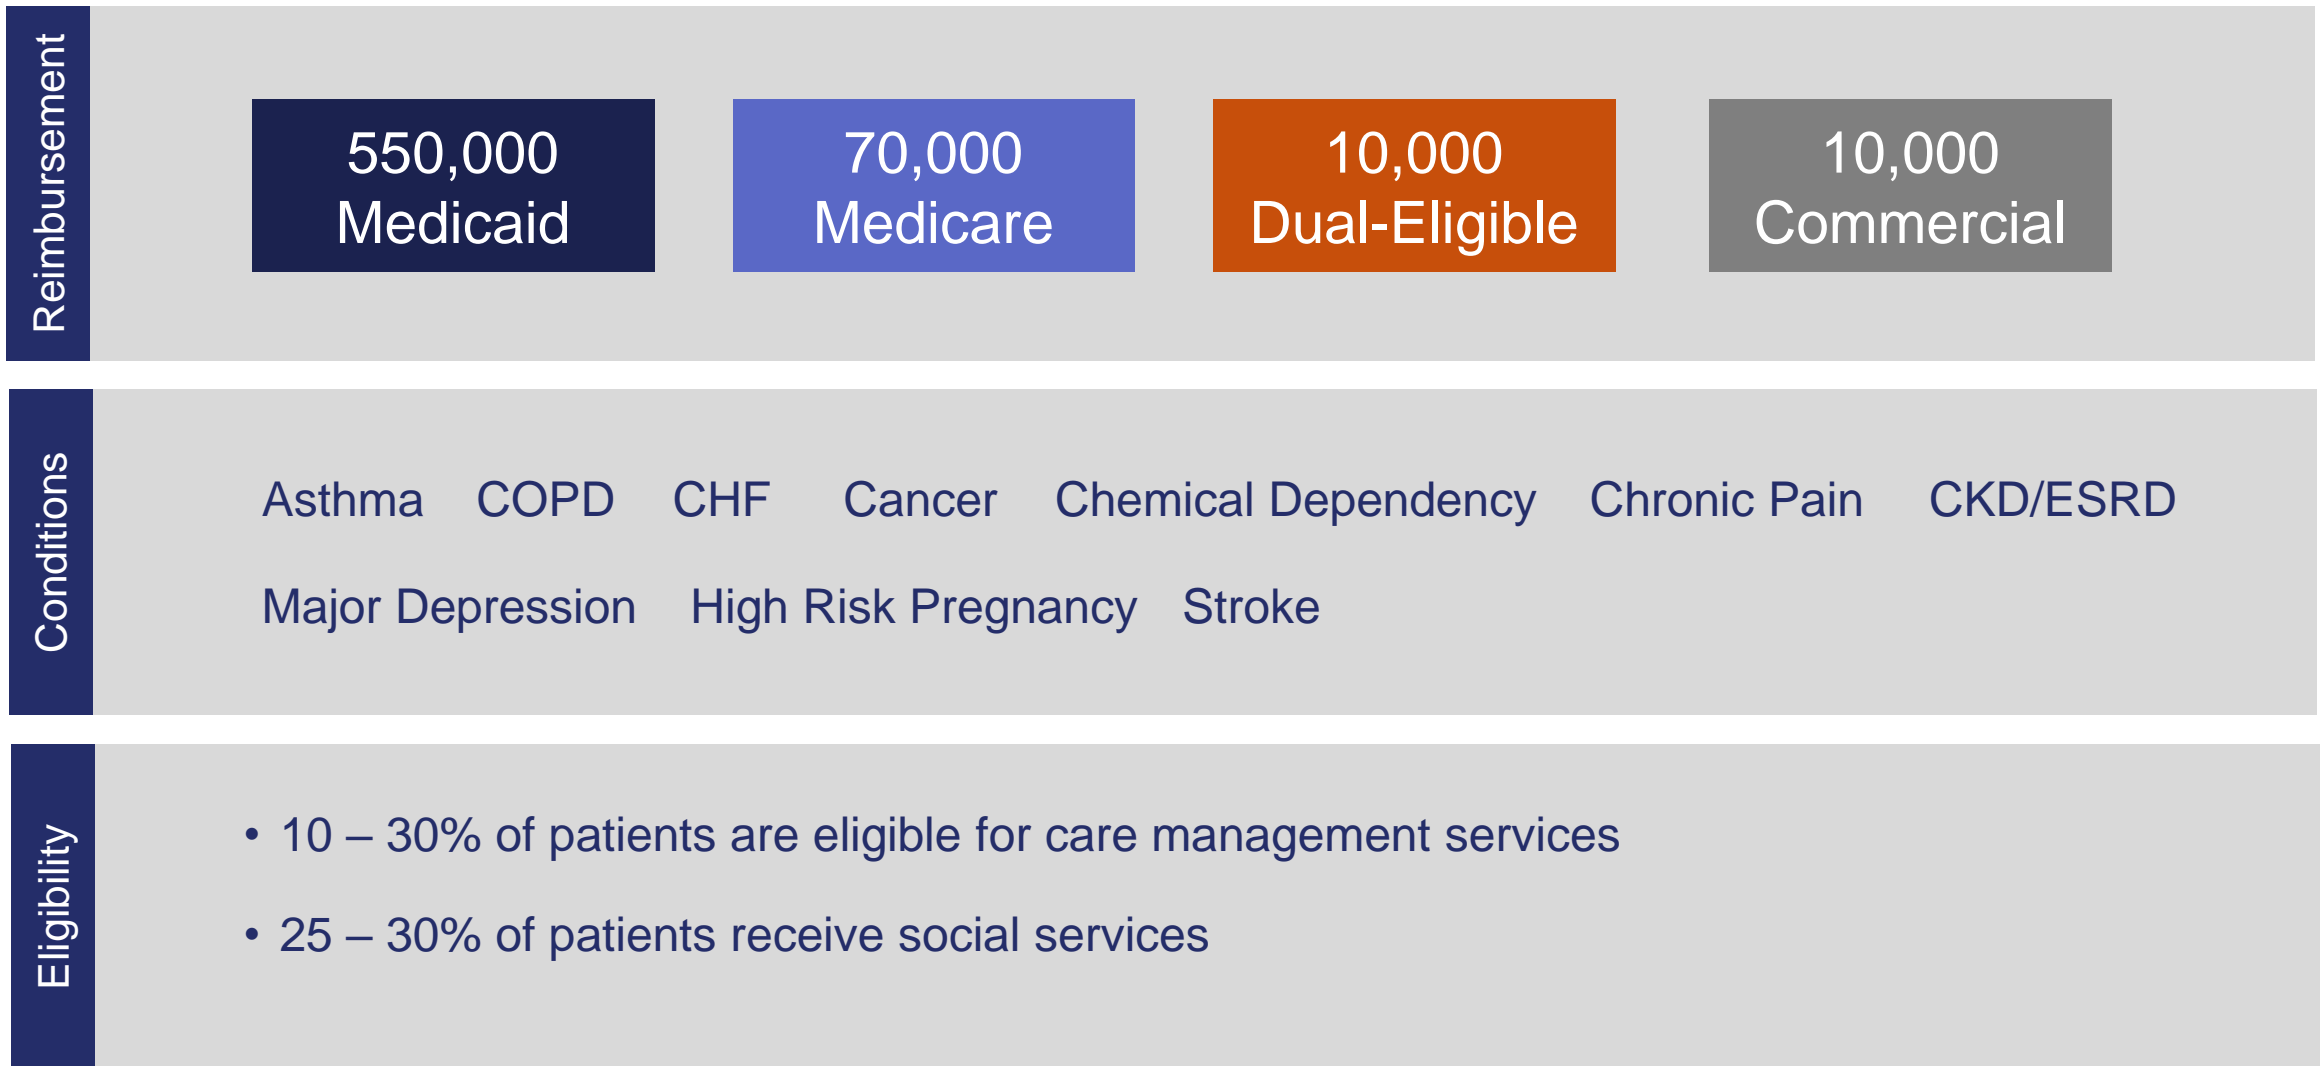 Reimbursement
550,000
Medicaid
70,000
Medicare
10,000
Dual-Eligible
10,000
Commercial
Conditions
Asthma COPD CHF Cancer Chemical Dependency Chronic Pain CKD/ESRD
Major Depression High Risk Pregnancy Stroke
Eligibility
• 10 – 30% of patients are eligible for care management services
• 25 – 30% of patients receive social services